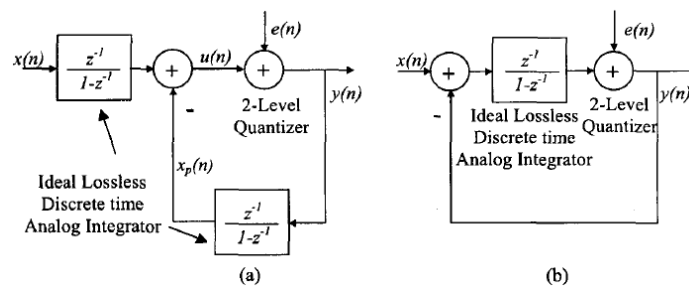 e(n)
x(n)
z⁻¹
1-z⁻¹
+
u(n)
+
y(n)
-
2-Level
Quantizer
x_p(n)
Ideal Lossless
Discrete time
Analog Integrator
z⁻¹
1-z⁻¹
(a)
e(n)
x(n)
+
z⁻¹
1-z⁻¹
+
y(n)
-
Ideal Lossless
Discrete time
Analog Integrator
2-Level
Quantizer
(b)